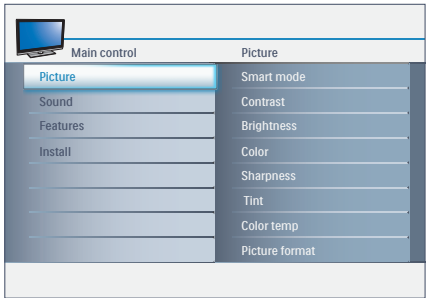 Main control
Picture
Picture
Sound
Features
Install
Smart mode
Contrast
Brightness
Color
Sharpness
Tint
Color temp
Picture format